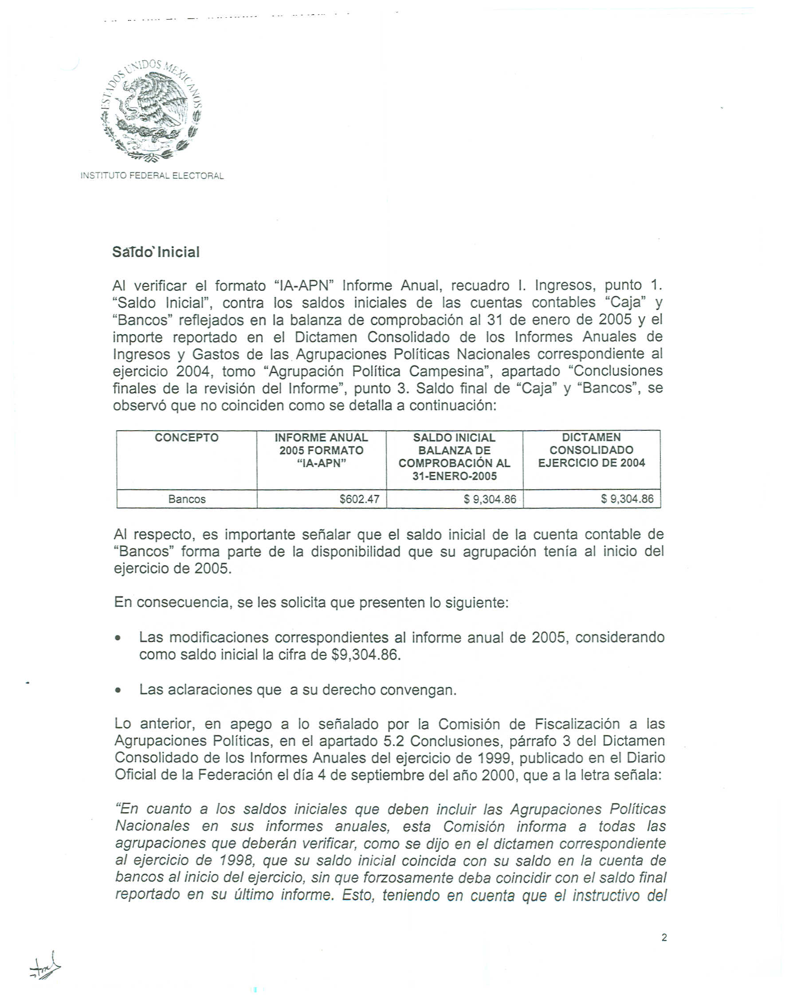 ESTADOS UNIDOS MEXICANOS
INSTITUTO FEDERAL ELECTORAL
Saldo Inicial
Al verificar el formato “IA-APN” Informe Anual, recuadro I. Ingresos, punto 1.
“Saldo Inicial”, contra los saldos iniciales de las cuentas contables “Caja” y
“Bancos” reflejados en la balanza de comprobación al 31 de enero de 2005 y el
importe reportado en el Dictamen Consolidado de los Informes Anuales de
Ingresos y Gastos de las Agrupaciones Políticas Nacionales correspondiente al
ejercicio 2004, tomo “Agrupación Política Campesina”, apartado “Conclusiones
finales de la revisión del Informe”, punto 3. Saldo final de “Caja” y “Bancos”, se
observó que no coinciden como se detalla a continuación:
CONCEPTO
INFORME ANUAL
2005 FORMATO
“IA-APN”
SALDO INICIAL
BALANZA DE
COMPROBACIÓN AL
31-ENERO-2005
DICTAMEN
CONSOLIDADO
EJERCICIO DE 2004
Bancos $602.47 $ 9,304.86 $ 9,304.86
Al respecto, es importante señalar que el saldo inicial de la cuenta contable de
“Bancos” forma parte de la disponibilidad que su agrupación tenía al inicio del
ejercicio de 2005.
En consecuencia, se les solicita que presenten lo siguiente:
• Las modificaciones correspondientes al informe anual de 2005, considerando
como saldo inicial la cifra de $9,304.86.
• Las aclaraciones que a su derecho convengan.
Lo anterior, en apego a lo señalado por la Comisión de Fiscalización a las
Agrupaciones Políticas, en el apartado 5.2 Conclusiones, párrafo 3 del Dictamen
Consolidado de los Informes Anuales del ejercicio de 1999, publicado en el Diario
Oficial de la Federación el día 4 de septiembre del año 2000, que a la letra señala:
“En cuanto a los saldos iniciales que deben incluir las Agrupaciones Políticas
Nacionales en sus informes anuales, esta Comisión informa a todas las
agrupaciones que deberán verificar, como se dijo en el dictamen correspondiente
al ejercicio de 1998, que su saldo inicial coincida con su saldo en la cuenta de
bancos al inicio del ejercicio, sin que forzosamente deba coincidir con el saldo final
reportado en su último informe. Esto, teniendo en cuenta que el instructivo del
2